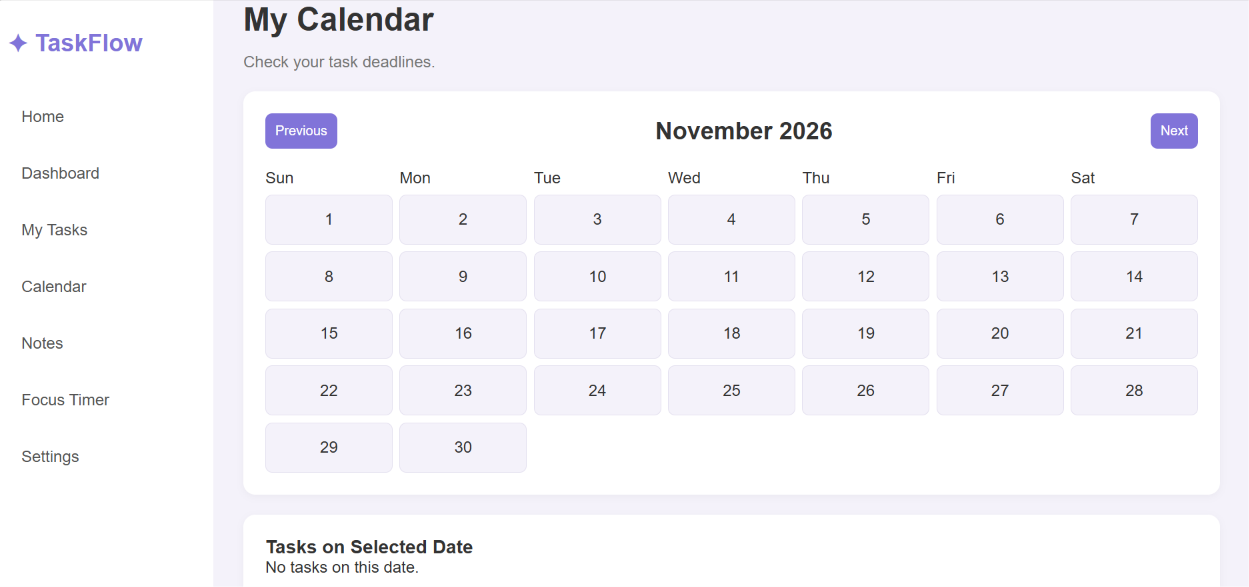 ✦ TaskFlow
Home
Dashboard
My Tasks
Calendar
Notes
Focus Timer
Settings
My Calendar
Check your task deadlines.
Previous
November 2026
Next
Sun Mon Tue Wed Thu Fri Sat
1 2 3 4 5 6 7
8 9 10 11 12 13 14
15 16 17 18 19 20 21
22 23 24 25 26 27 28
29 30
Tasks on Selected Date
No tasks on this date.